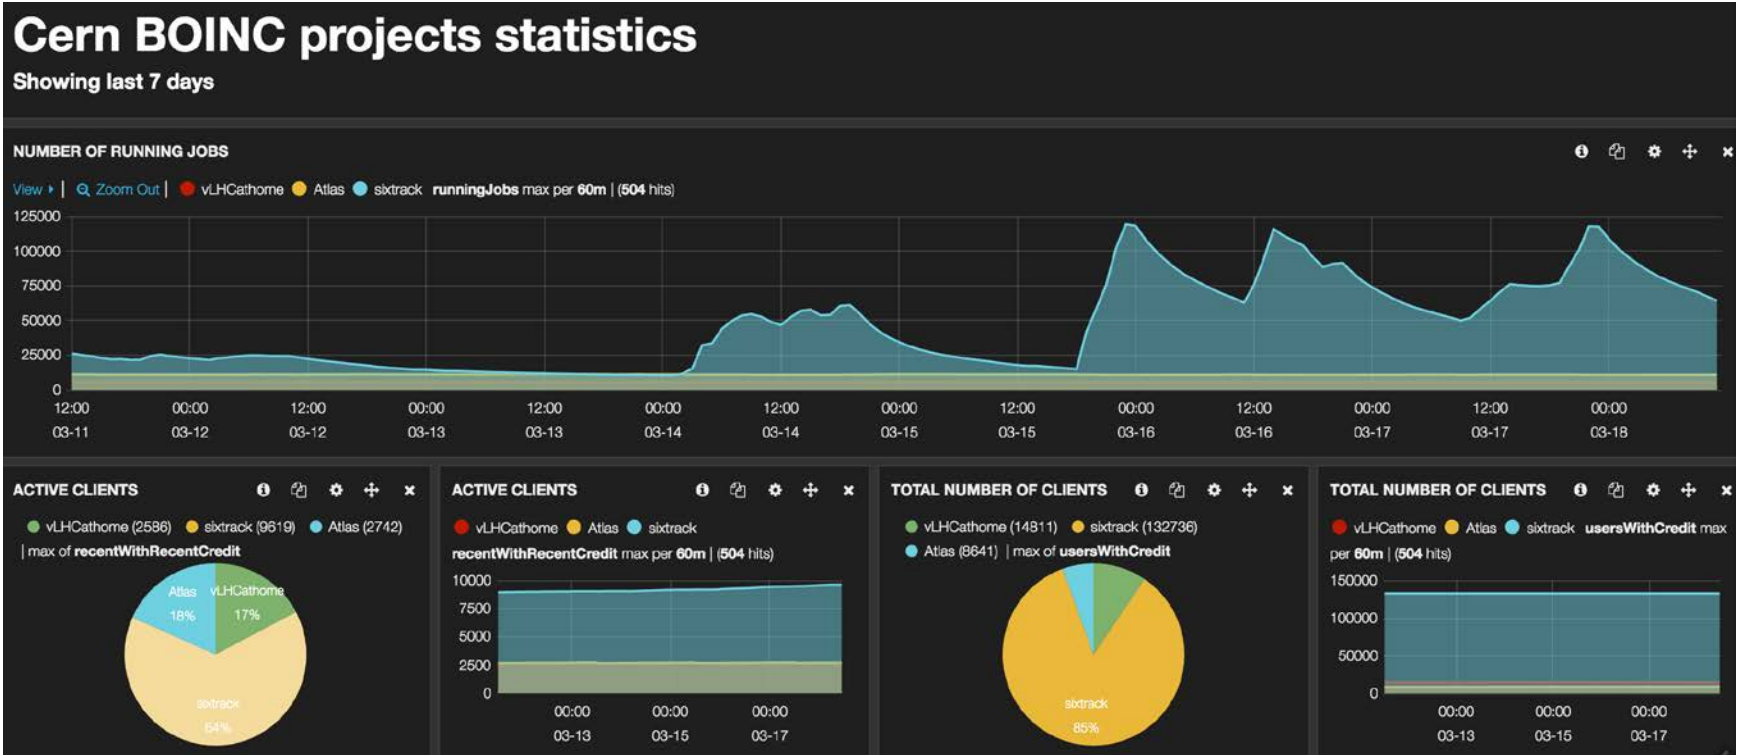 Cern BOINC projects statistics
Showing last 7 days
NUMBER OF RUNNING JOBS
View | Zoom Out | vLHCathome Atlas sixtrack runningJobs max per 60m | (504 hits)
125000
100000
75000
50000
25000
0
12:00 00:00 12:00 00:00 12:00 00:00 12:00 00:00 12:00 00:00 12:00 00:00 12:00 00:00
03-11 03-12 03-12 03-13 03-13 03-14 03-14 03-15 03-15 03-16 03-16 03-17 03-17 03-18
ACTIVE CLIENTS
vLHCathome (2586) sixtrack (9619) Atlas (2742)
| max of recentWithRecentCredit
Atlas vLHCathome
18% 17%
sixtrack
64%
ACTIVE CLIENTS
vLHCathome Atlas sixtrack
recentWithRecentCredit max per 60m | (504 hits)
10000
7500
5000
2500
0
00:00 00:00 00:00
03-13 03-15 03-17
TOTAL NUMBER OF CLIENTS
vLHCathome (14811) sixtrack (132736)
Atlas (8641) | max of usersWithCredit
sixtrack
85%
TOTAL NUMBER OF CLIENTS
vLHCathome Atlas sixtrack usersWithCredit max
per 60m | (504 hits)
150000
100000
50000
0
00:00 00:00 00:00
03-13 03-15 03-17